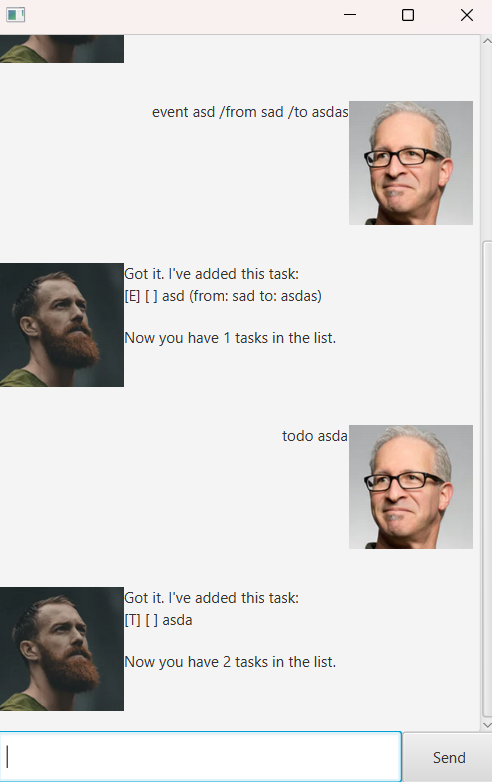 event asd /from sad /to asdas
Got it. I've added this task:
[E] [ ] asd (from: sad to: asdas)
Now you have 1 tasks in the list.
todo asda
Got it. I've added this task:
[T] [ ] asda
Now you have 2 tasks in the list.
Send